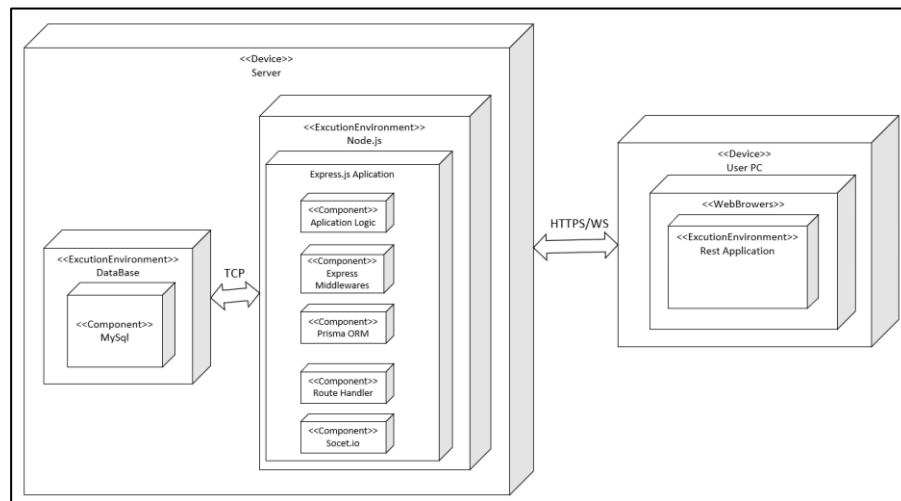 <<Device>>
Server
<<ExcutionEnvironment>>
Node.js
Express.js Aplication
<<Component>>
Aplication Logic
<<Component>>
Express
Middlewares
<<Component>>
Prisma ORM
<<Component>>
Route Handler
<<Component>>
Socet.io
<<ExcutionEnvironment>>
DataBase
<<Component>>
MySql
TCP
HTTPS/WS
<<Device>>
User PC
<<WebBrowers>>
<<ExcutionEnvironment>>
Rest Application